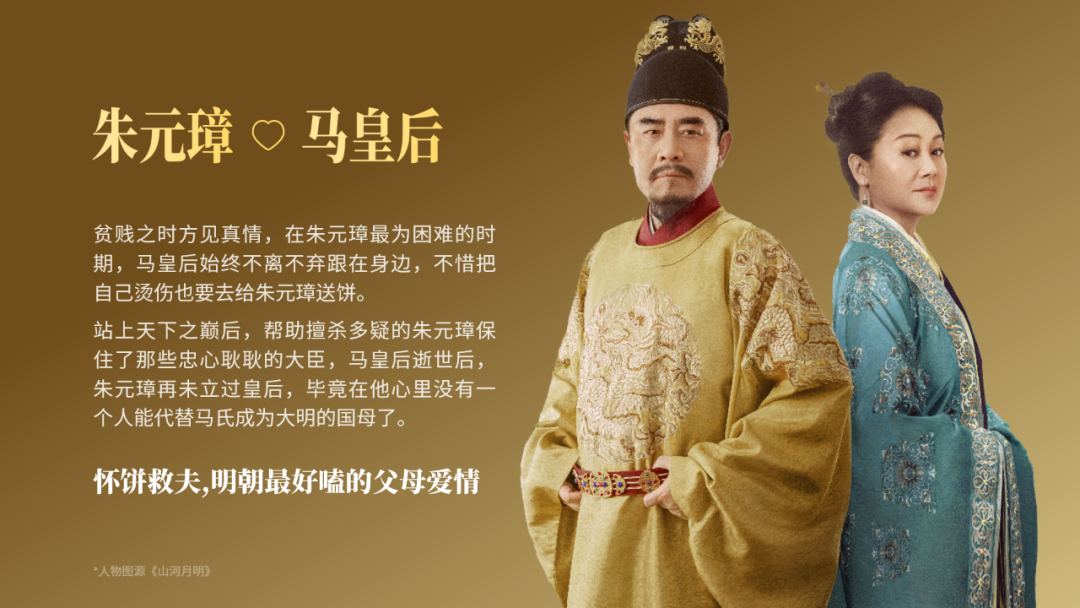 朱元璋♡马皇后
贫贱之时方见真情，在朱元璋最为困难的时
期，马皇后始终不离不弃跟在身边，不惜把
自己烫伤也要去给朱元璋送饼。
站上天下之巅后，帮助擅杀多疑的朱元璋保
住了那些忠心耿耿的大臣，马皇后逝世后，
朱元璋再未立过皇后，毕竟在他心里没有一
个人能代替马氏成为大明的国母了。
怀饼救夫,明朝最好嗑的父母爱情
*人物图源《山河月明》